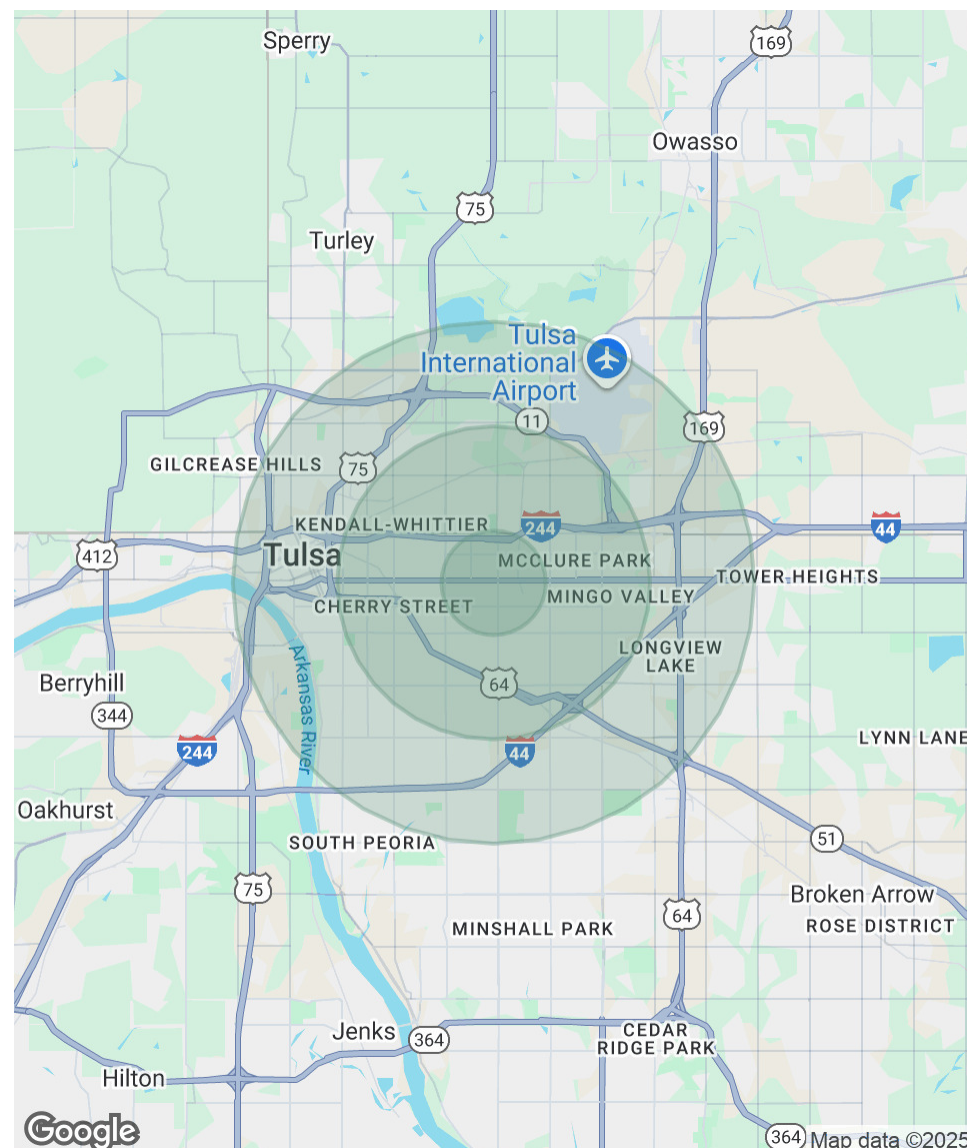 Sperry
169
Owasso
75
Turley
Tulsa
International
Airport
11
169
GILCREASE HILLS
75
KENDALL-WHITTIER
244
44
412
Tulsa
MCCLURE PARK
TOWER HEIGHTS
CHERRY STREET
MINGO VALLEY
LONGVIEW
LAKE
Arkansas River
Berryhill
64
344
244
44
LYNN LANE
Oakhurst
SOUTH PEORIA
51
75
Broken Arrow
64
ROSE DISTRICT
MINSHALL PARK
Jenks
364
CEDAR
RIDGE PARK
Hilton
Google
364
Map data ©2025